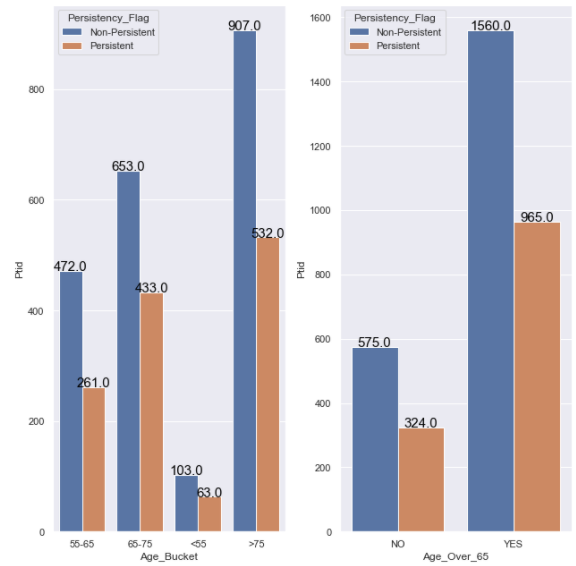 Persistency_Flag
Non-Persistent
Persistent
907.0
653.0
472.0
433.0
261.0
103.0
63.0
532.0
0
200
400
600
800
Ptid
55-65
65-75
<55
>75
Age_Bucket
Persistency_Flag
Non-Persistent
Persistent
1560.0
965.0
575.0
324.0
0
200
400
600
800
1000
1200
1400
1600
Ptid
NO
YES
Age_Over_65